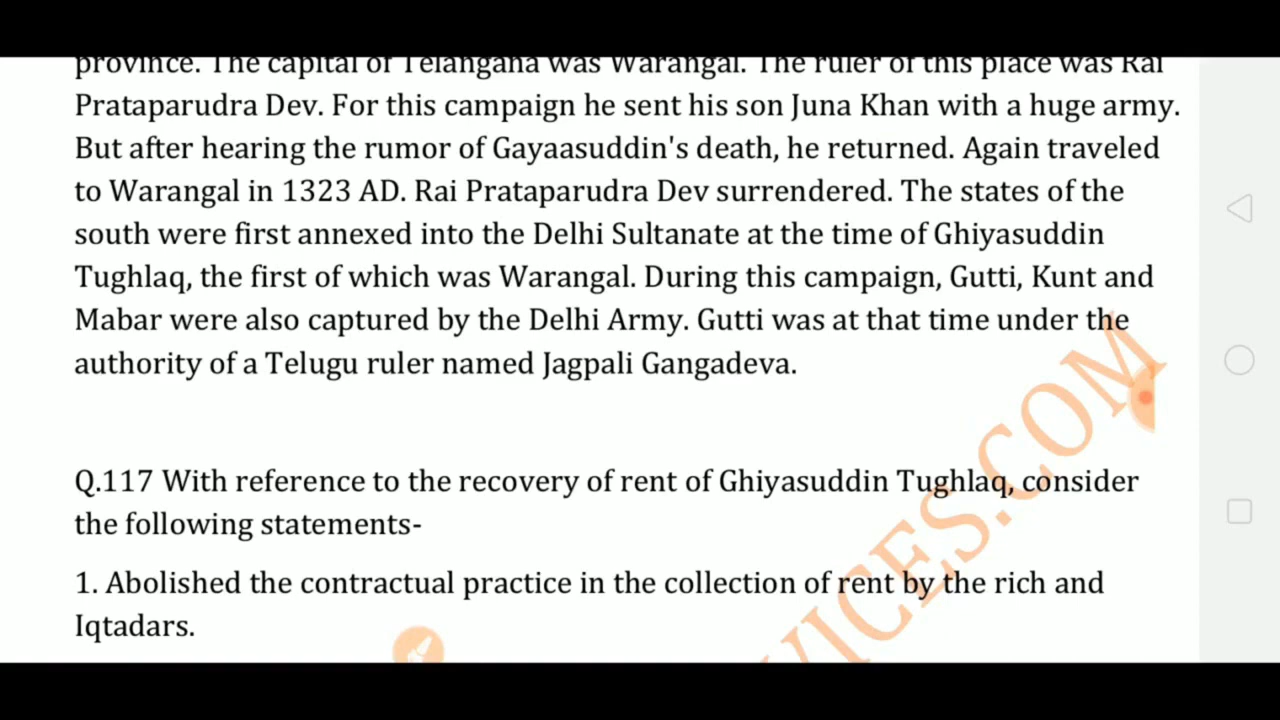 province. The capital of Telangana was Warangal. The ruler of this place was Rai
Prataparudra Dev. For this campaign he sent his son Juna Khan with a huge army.
But after hearing the rumor of Gayaasuddin's death, he returned. Again traveled
to Warangal in 1323 AD. Rai Prataparudra Dev surrendered. The states of the
south were first annexed into the Delhi Sultanate at the time of Ghiyasuddin
Tughlaq, the first of which was Warangal. During this campaign, Gutti, Kunt and
Mabar were also captured by the Delhi Army. Gutti was at that time under the
authority of a Telugu ruler named Jagpali Gangadeva.
Q.117 With reference to the recovery of rent of Ghiyasuddin Tughlaq, consider
the following statements-
1. Abolished the contractual practice in the collection of rent by the rich and
Iqtadars.
VICES.COM